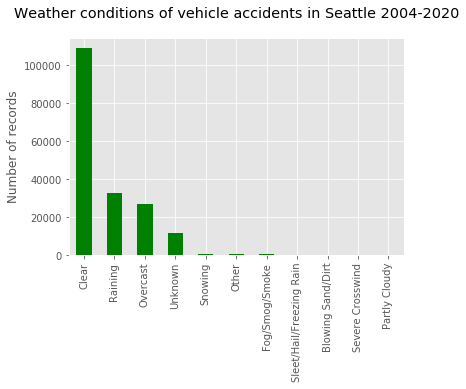 Weather conditions of vehicle accidents in Seattle 2004-2020
Number of records
100000
80000
60000
40000
20000
0
Clear
Raining
Overcast
Unknown
Snowing
Other
Fog/Smog/Smoke
Sleet/Hail/Freezing Rain
Blowing Sand/Dirt
Severe Crosswind
Partly Cloudy